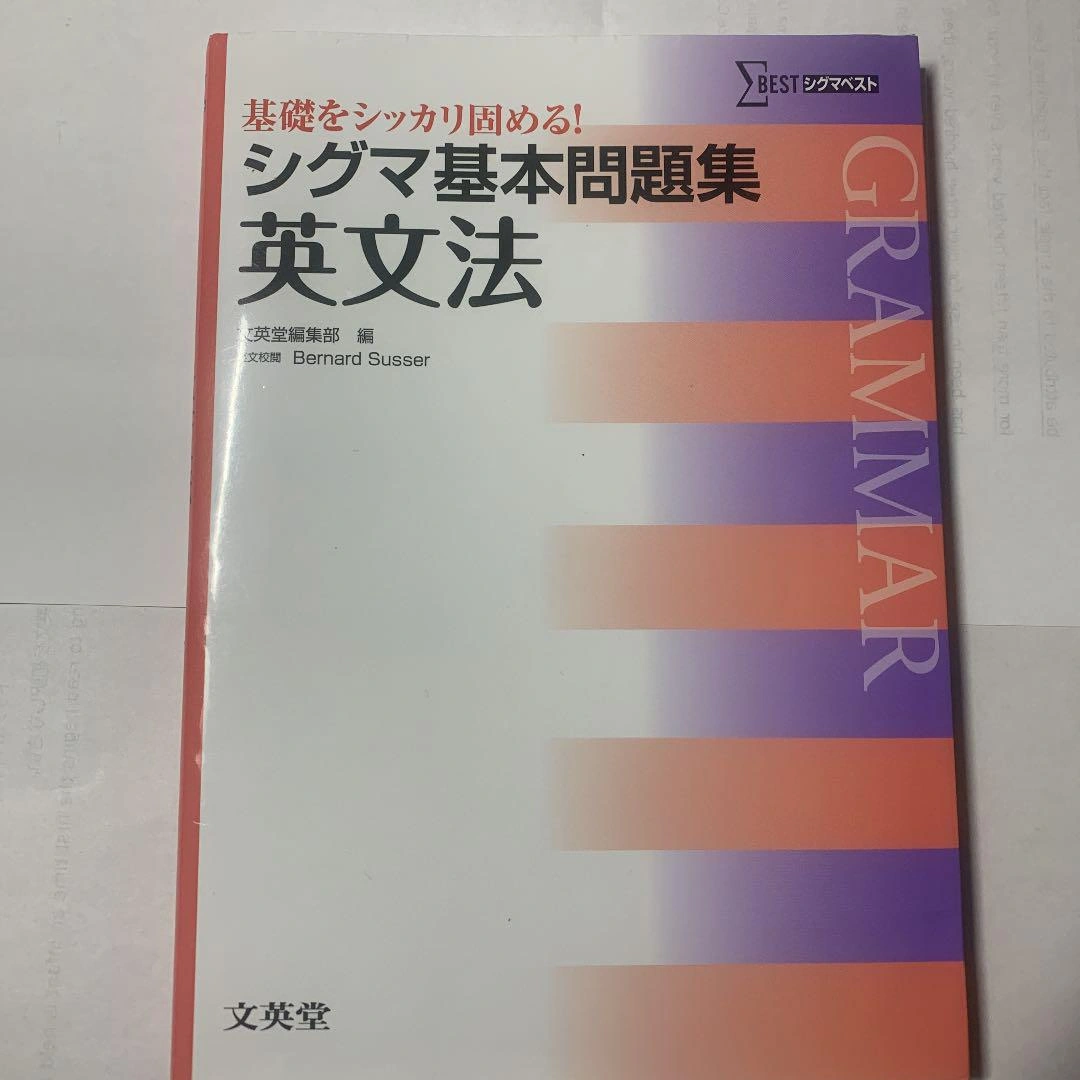 ΣBEST シグマベスト
基礎をシッカリ固める!
シグマ基本問題集
英文法
文英堂編集部 編
英文校閲 Bernard Susser
GRAMMAR
文英堂